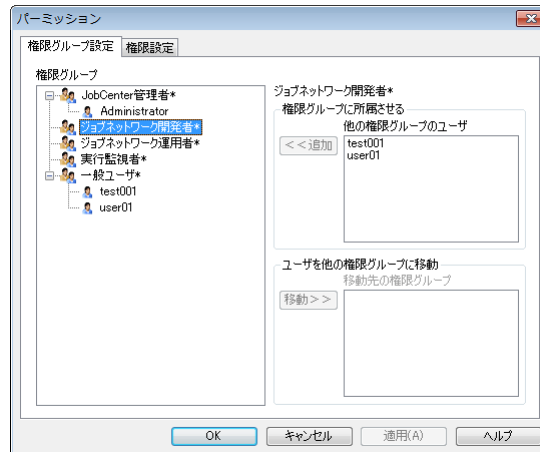 パーミッション
権限グループ設定 権限設定
権限グループ
JobCenter管理者*
Administrator
ジョブネットワーク開発者*
ジョブネットワーク運用者*
実行監視者*
一般ユーザ*
test001
user01
ジョブネットワーク開発者*
権限グループに所属させる
他の権限グループのユーザ
<<追加
test001
user01
ユーザを他の権限グループに移動
移動先の権限グループ
移動>>
OK キャンセル 適用(A) ヘルプ